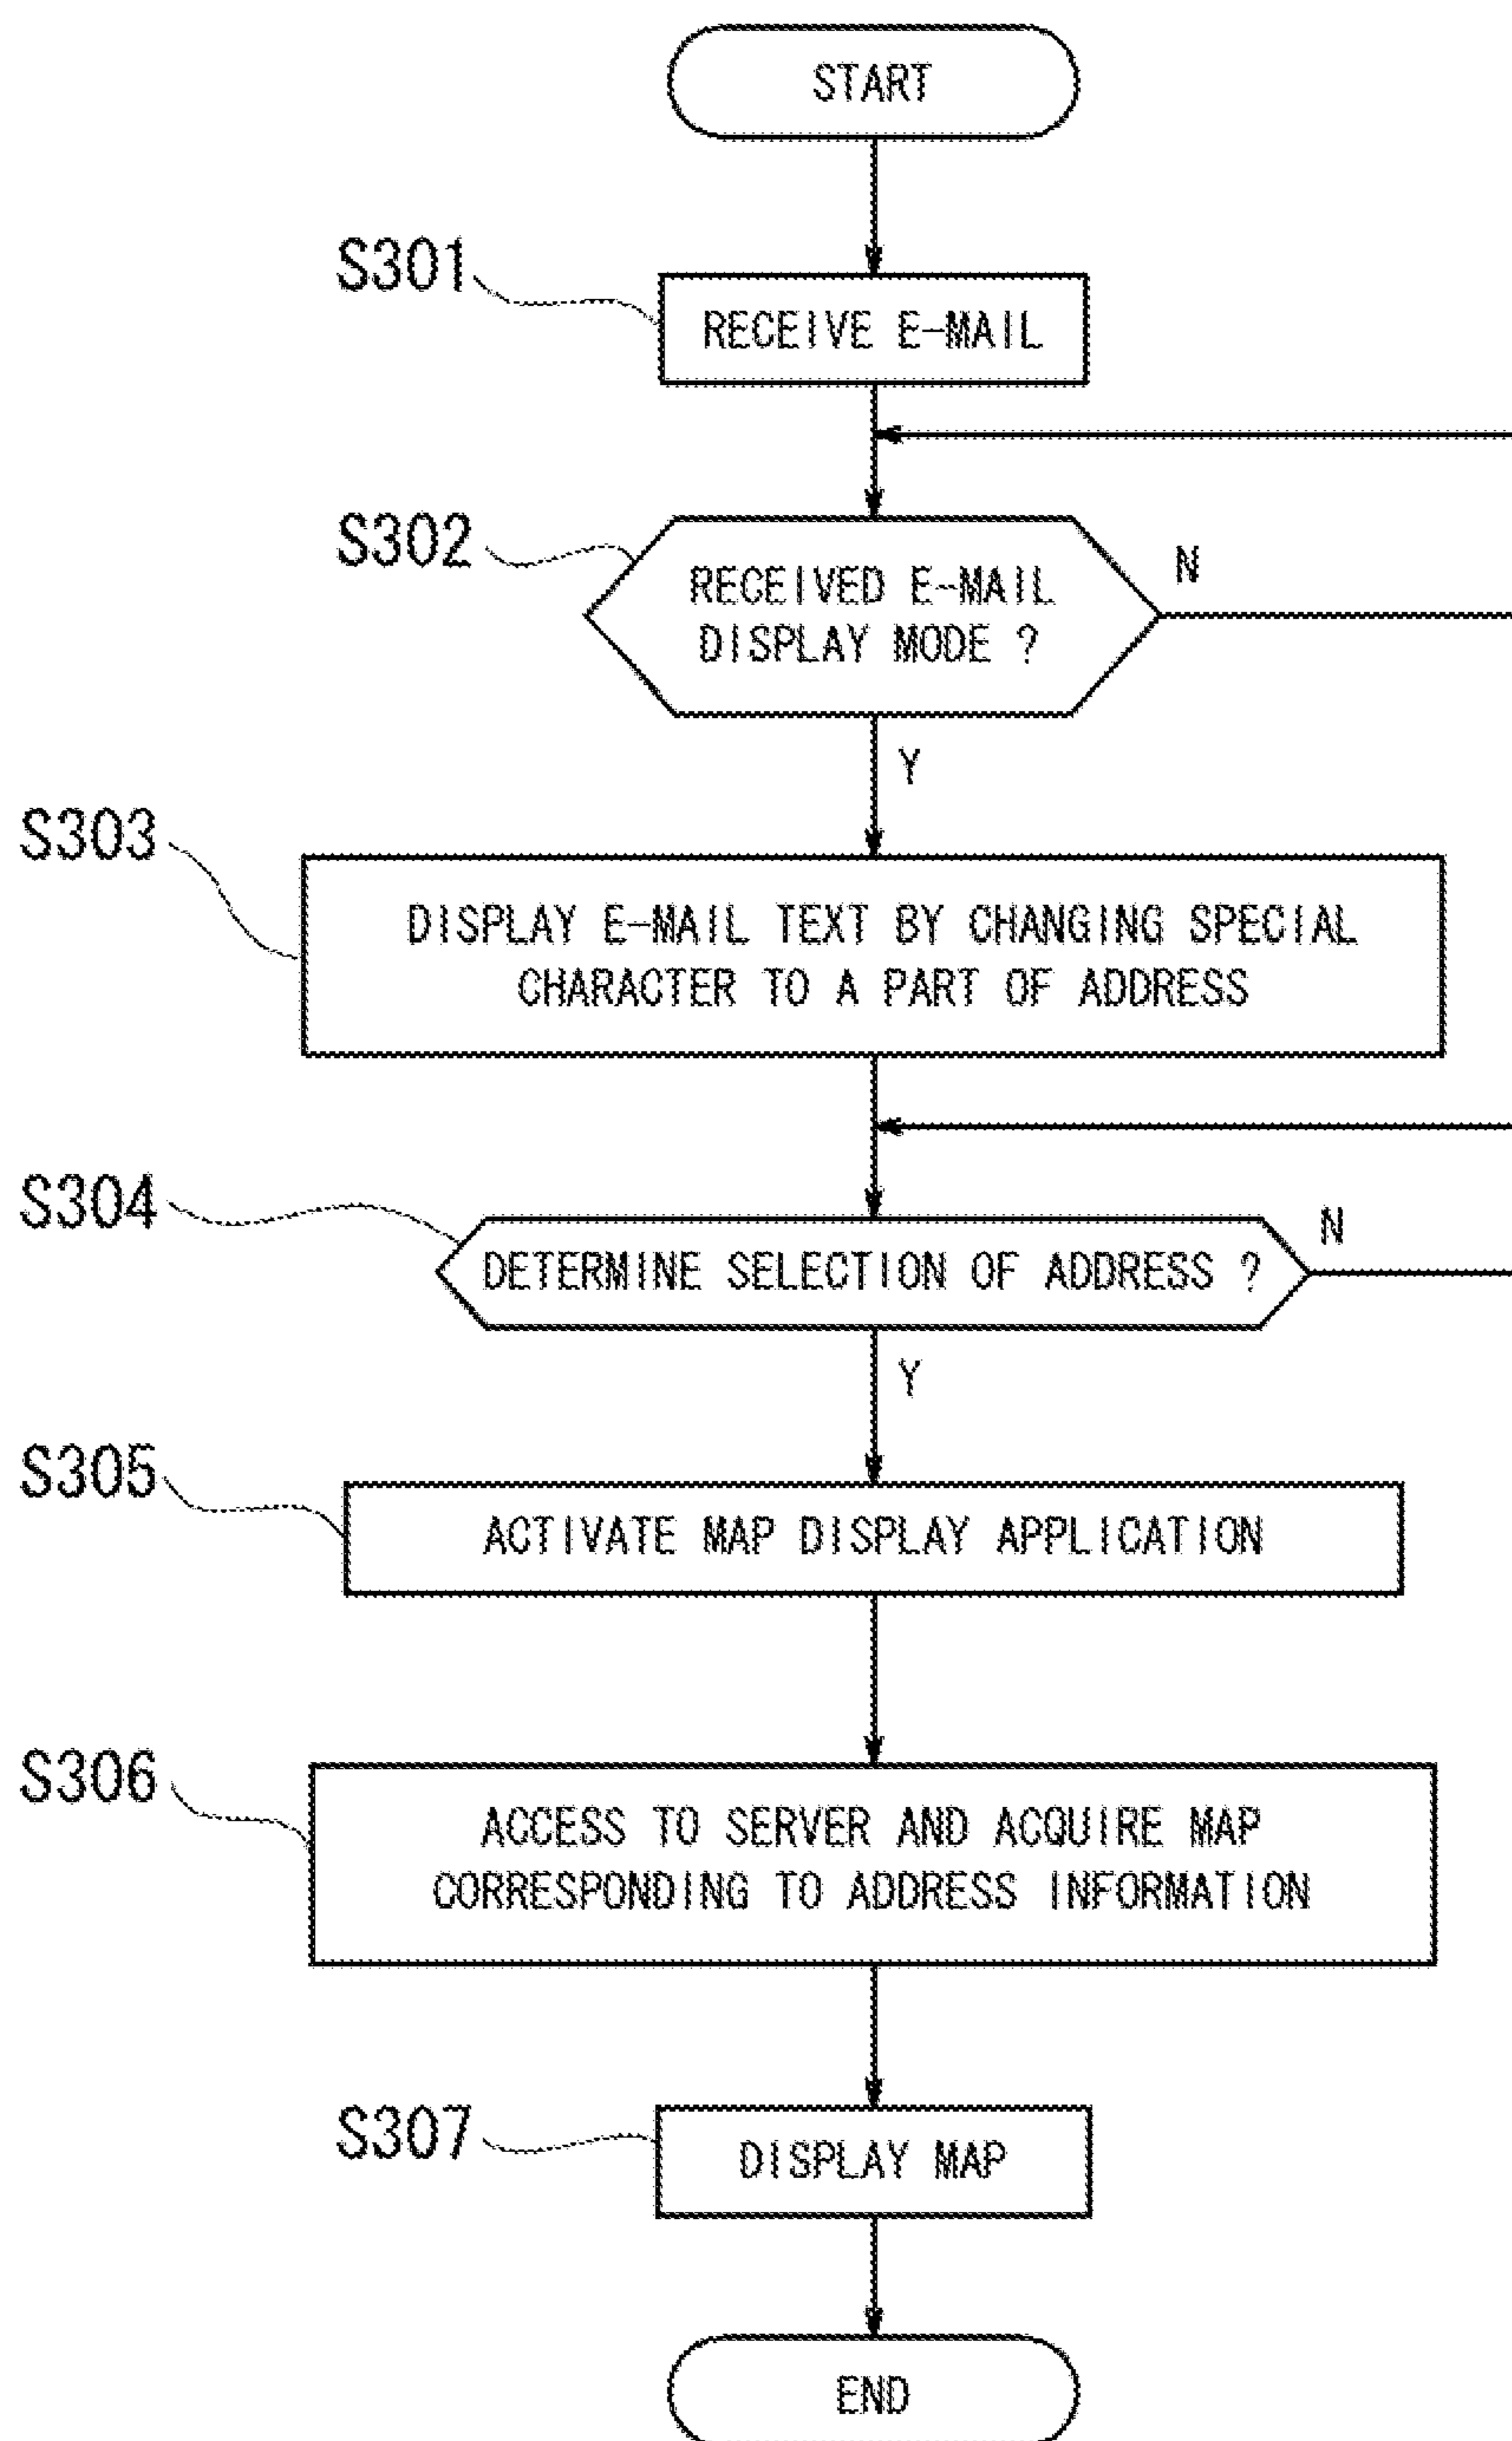 START
S301
RECEIVE E-MAIL
S302
RECEIVED E-MAIL
DISPLAY MODE ?
N
Y
S303
DISPLAY E-MAIL TEXT BY CHANGING SPECIAL
CHARACTER TO A PART OF ADDRESS
S304
DETERMINE SELECTION OF ADDRESS ?
N
Y
S305
ACTIVATE MAP DISPLAY APPLICATION
S306
ACCESS TO SERVER AND ACQUIRE MAP
CORRESPONDING TO ADDRESS INFORMATION
S307
DISPLAY MAP
END